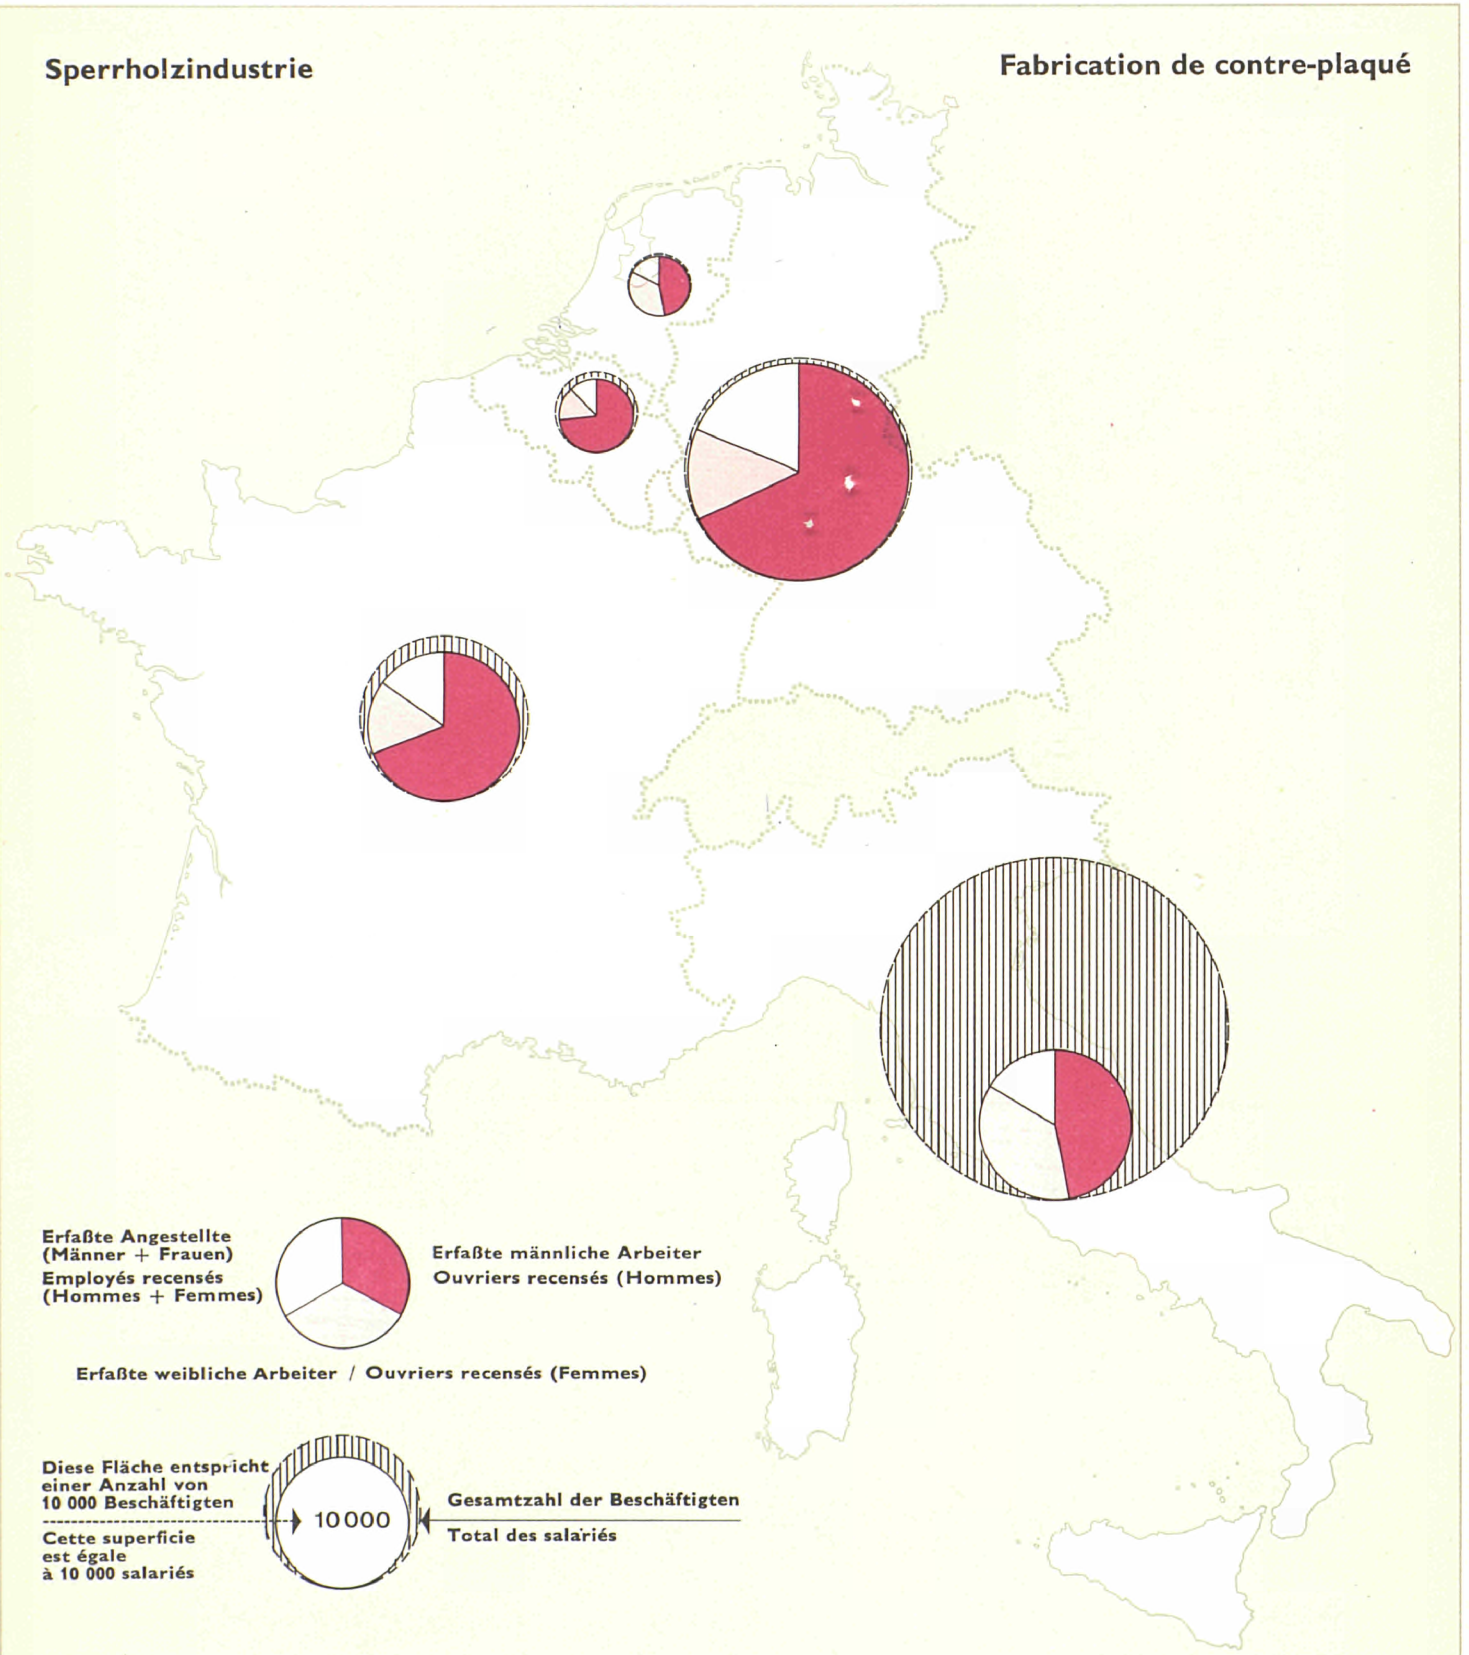 Sperrholzindustrie
Fabrication de contre-plaqué
Erfaßte Angestellte
(Männer + Frauen)
Employés recensés
(Hommes + Femmes)
Erfaßte männliche Arbeiter
Ouvriers recensés (Hommes)
Erfaßte weibliche Arbeiter / Ouvriers recensés (Femmes)
Diese Fläche entspricht
einer Anzahl von
10 000 Beschäftigten
Cette superficie
est égale
à 10 000 salariés
10 000
Gesamtzahl der Beschäftigten
Total des salariés